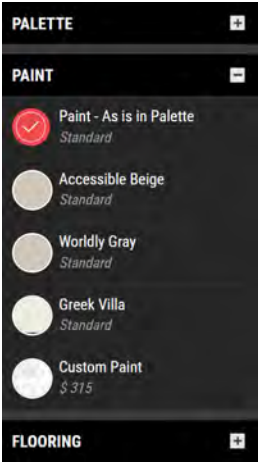 PALETTE
PAINT
Paint - As is in Palette
Standard
Accessible Beige
Standard
Worldly Gray
Standard
Greek Villa
Standard
Custom Paint
$ 315
FLOORING